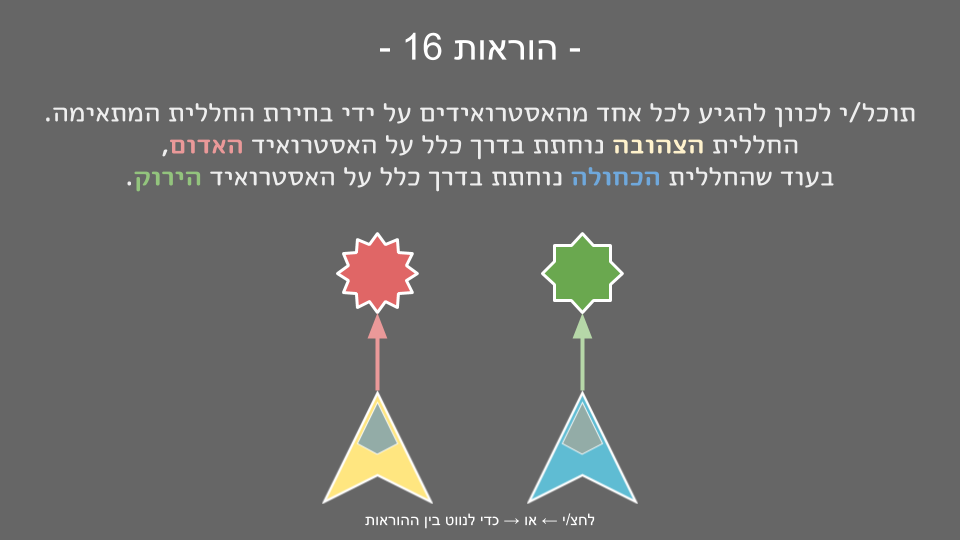 - הוראות 16 -
תוכל/י לכוון להגיע לכל אחד מהאסטרואידים על ידי בחירת החללית המתאימה.
החללית הצהובה נוחתת בדרך כלל על האסטרואיד האדום,
בעוד שהחללית הכחולה נוחתת בדרך כלל על האסטרואיד הירוק.
לחצ/י ← או → כדי לנווט בין ההוראות